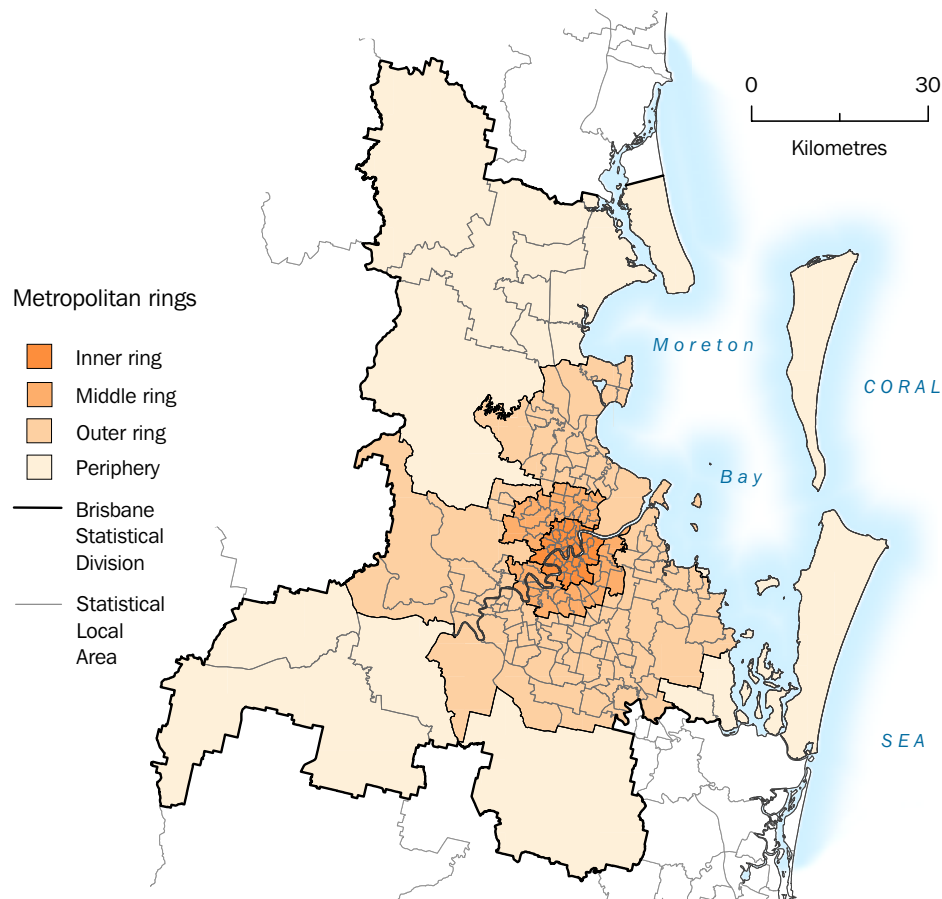 0 30
Kilometres
Metropolitan rings
Inner ring
Middle ring
Outer ring
Periphery
Brisbane
Statistical
Division
Statistical
Local
Area
Moreton
Bay
CORAL
SEA